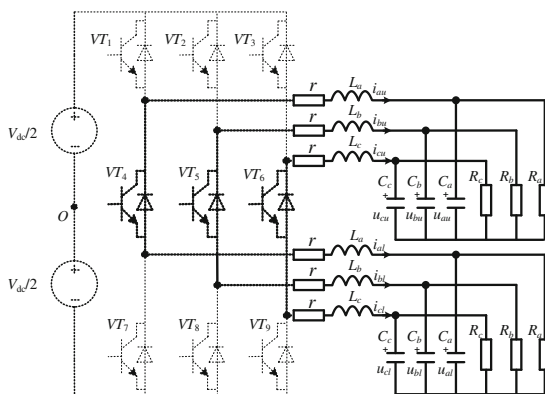 VT1 VT2 VT3
La iau
r
Lb ibu
r
Lc icu
r
Vdc/2
VT4 VT5 VT6
Cc Cb Ca Rc Rb Ra
ucu ubu uau
O
La ial
r
Lb ibl
r
Lc icl
r
Vdc/2
VT7 VT8 VT9
Cc Cb Ca Rc Rb Ra
ucl ubl ual